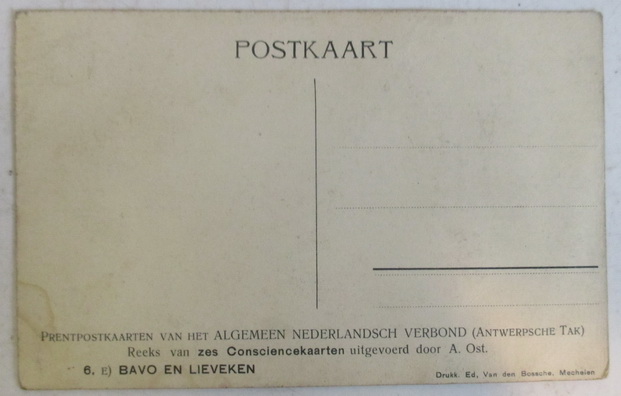 POSTKAART
PRENTPOSTKAARTEN VAN HET ALGEMEEN NEDERLANDSCH VERBOND (ANTWERPSCHE TAK)
Reeks van zes Consciencekaarten uitgevoerd door A. Ost.
6. E) BAVO EN LIEVEKEN
Drukk. Ed, Van den Bossche, Mechelen